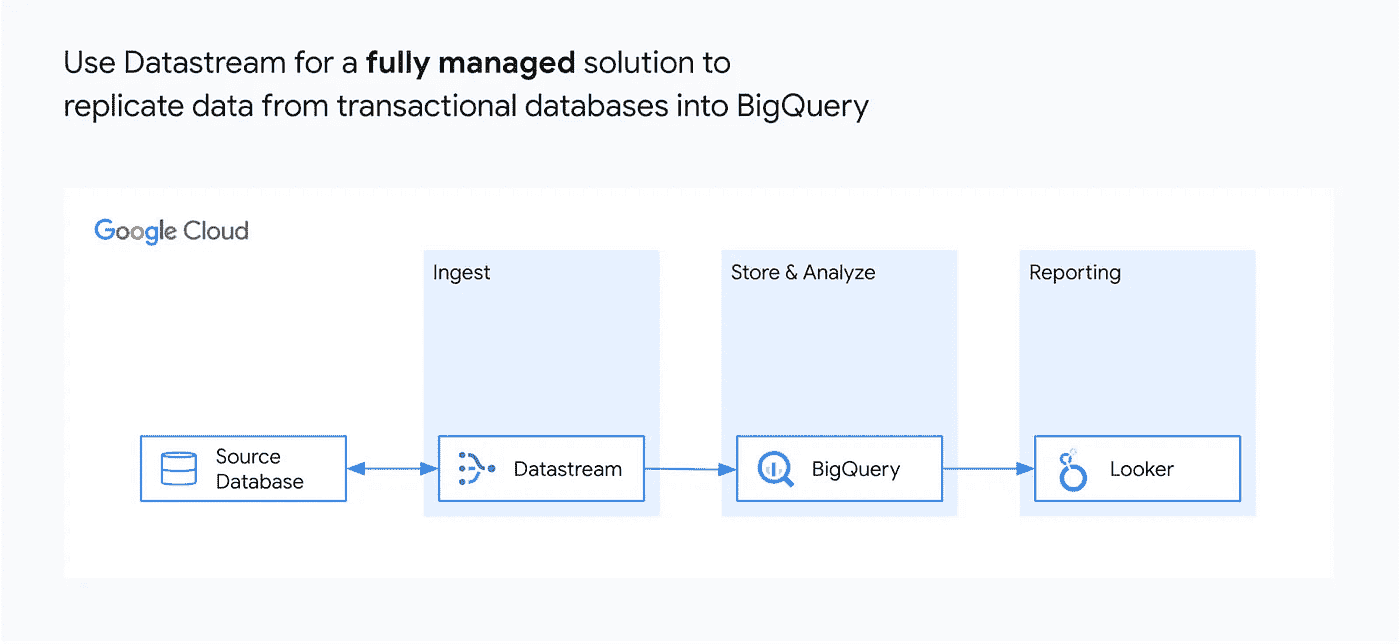 Use Datastream for a fully managed solution to
replicate data from transactional databases into BigQuery
Google Cloud
Ingest
Store & Analyze
Reporting
Source
Database
Datastream
BigQuery
Looker